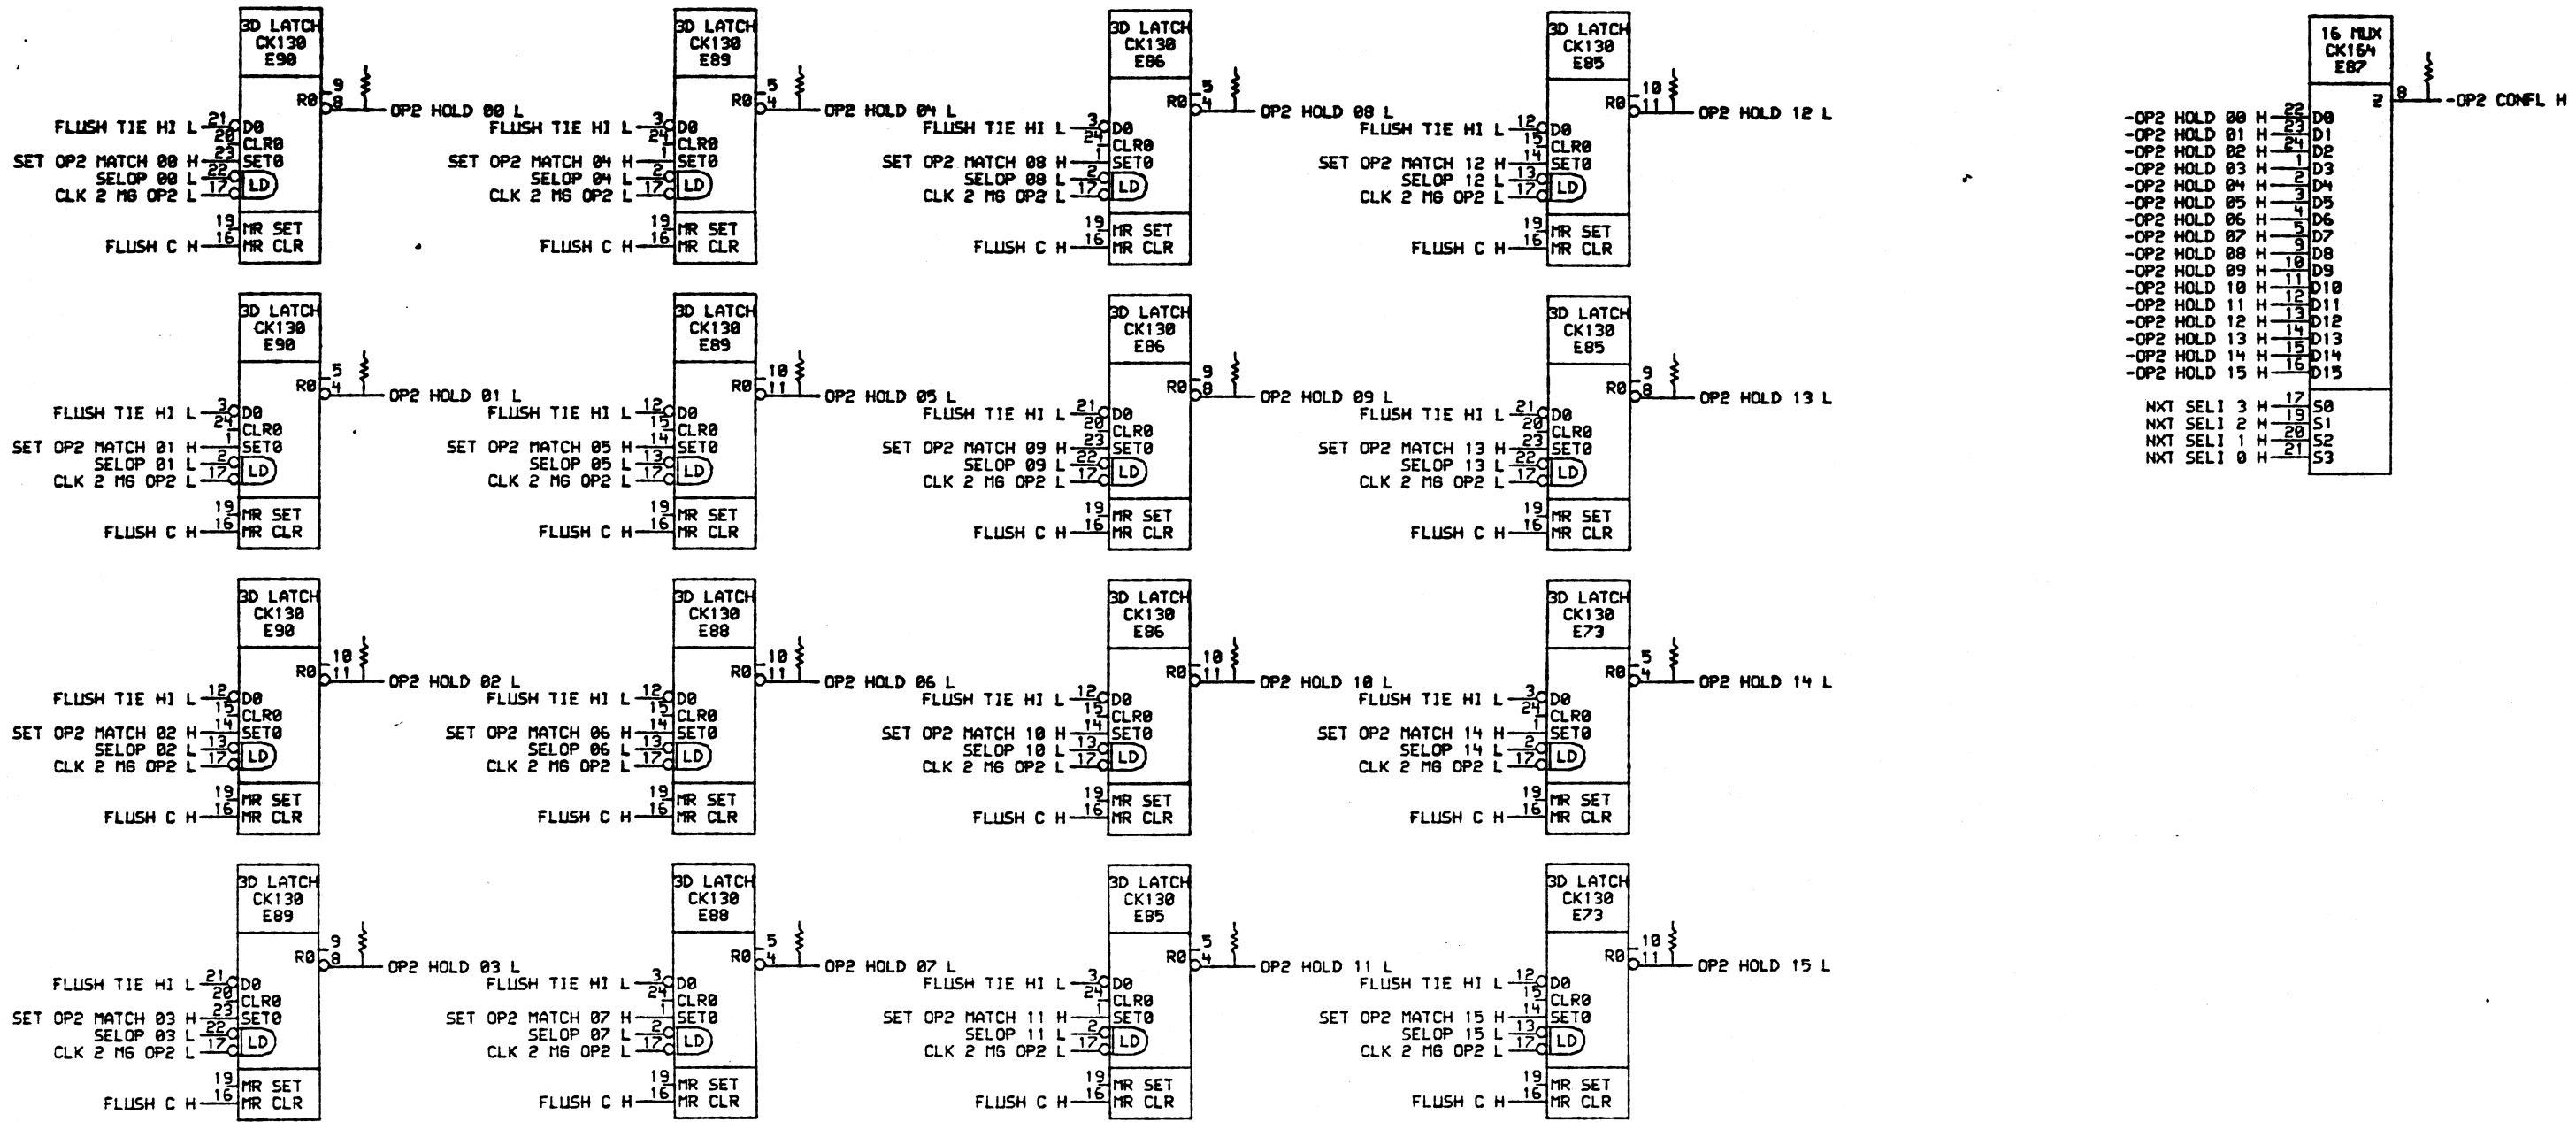 3D LATCH
CK130
E90
9
R0 8
OP2 HOLD 00 L
FLUSH TIE HI L 21 D0
20 CLR0
SET OP2 MATCH 00 H 23 SET0
SELOP 00 L 22
CLK 2 MG OP2 L 17 LD
19 MR SET
FLUSH C H 16 MR CLR
3D LATCH
CK130
E89
5
R0 4
OP2 HOLD 04 L
FLUSH TIE HI L 3 D0
24 CLR0
SET OP2 MATCH 04 H 1 SET0
SELOP 04 L 2
CLK 2 MG OP2 L 17 LD
19 MR SET
FLUSH C H 16 MR CLR
3D LATCH
CK130
E86
5
R0 4
OP2 HOLD 08 L
FLUSH TIE HI L 3 D0
24 CLR0
SET OP2 MATCH 08 H 1 SET0
SELOP 08 L 2
CLK 2 MG OP2 L 17 LD
19 MR SET
FLUSH C H 16 MR CLR
3D LATCH
CK130
E85
10
R0 11
OP2 HOLD 12 L
FLUSH TIE HI L 12 D0
15 CLR0
SET OP2 MATCH 12 H 14 SET0
SELOP 12 L 13
CLK 2 MG OP2 L 17 LD
19 MR SET
FLUSH C H 16 MR CLR
16 MUX
CK164
E87
Z 8 -OP2 CONFL H
-OP2 HOLD 00 H 22 D0
-OP2 HOLD 01 H 23 D1
-OP2 HOLD 02 H 24 D2
-OP2 HOLD 03 H 1 D3
-OP2 HOLD 04 H 2 D4
-OP2 HOLD 05 H 3 D5
-OP2 HOLD 06 H 4 D6
-OP2 HOLD 07 H 5 D7
-OP2 HOLD 08 H 9 D8
-OP2 HOLD 09 H 10 D9
-OP2 HOLD 10 H 11 D10
-OP2 HOLD 11 H 12 D11
-OP2 HOLD 12 H 13 D12
-OP2 HOLD 13 H 14 D13
-OP2 HOLD 14 H 15 D14
-OP2 HOLD 15 H 16 D15
NXT SELI 3 H 17 S0
NXT SELI 2 H 19 S1
NXT SELI 1 H 20 S2
NXT SELI 0 H 21 S3
3D LATCH
CK130
E90
5
R0 4
OP2 HOLD 01 L
FLUSH TIE HI L 3 D0
24 CLR0
SET OP2 MATCH 01 H 1 SET0
SELOP 01 L 2
CLK 2 MG OP2 L 17 LD
19 MR SET
FLUSH C H 16 MR CLR
3D LATCH
CK130
E89
10
R0 11
OP2 HOLD 05 L
FLUSH TIE HI L 12 D0
15 CLR0
SET OP2 MATCH 05 H 14 SET0
SELOP 05 L 13
CLK 2 MG OP2 L 17 LD
19 MR SET
FLUSH C H 16 MR CLR
3D LATCH
CK130
E86
9
R0 8
OP2 HOLD 09 L
FLUSH TIE HI L 21 D0
20 CLR0
SET OP2 MATCH 09 H 23 SET0
SELOP 09 L 22
CLK 2 MG OP2 L 17 LD
19 MR SET
FLUSH C H 16 MR CLR
3D LATCH
CK130
E85
9
R0 8
OP2 HOLD 13 L
FLUSH TIE HI L 21 D0
20 CLR0
SET OP2 MATCH 13 H 23 SET0
SELOP 13 L 22
CLK 2 MG OP2 L 17 LD
19 MR SET
FLUSH C H 16 MR CLR
3D LATCH
CK130
E90
10
R0 11
OP2 HOLD 02 L
FLUSH TIE HI L 12 D0
15 CLR0
SET OP2 MATCH 02 H 14 SET0
SELOP 02 L 13
CLK 2 MG OP2 L 17 LD
19 MR SET
FLUSH C H 16 MR CLR
3D LATCH
CK130
E88
10
R0 11
OP2 HOLD 06 L
FLUSH TIE HI L 12 D0
15 CLR0
SET OP2 MATCH 06 H 14 SET0
SELOP 06 L 13
CLK 2 MG OP2 L 17 LD
19 MR SET
FLUSH C H 16 MR CLR
3D LATCH
CK130
E86
10
R0 11
OP2 HOLD 10 L
FLUSH TIE HI L 12 D0
15 CLR0
SET OP2 MATCH 10 H 14 SET0
SELOP 10 L 13
CLK 2 MG OP2 L 17 LD
19 MR SET
FLUSH C H 16 MR CLR
3D LATCH
CK130
E73
5
R0 4
OP2 HOLD 14 L
FLUSH TIE HI L 3 D0
24 CLR0
SET OP2 MATCH 14 H 1 SET0
SELOP 14 L 2
CLK 2 MG OP2 L 17 LD
19 MR SET
FLUSH C H 16 MR CLR
3D LATCH
CK130
E89
9
R0 8
OP2 HOLD 03 L
FLUSH TIE HI L 21 D0
20 CLR0
SET OP2 MATCH 03 H 23 SET0
SELOP 03 L 22
CLK 2 MG OP2 L 17 LD
19 MR SET
FLUSH C H 16 MR CLR
3D LATCH
CK130
E88
5
R0 4
OP2 HOLD 07 L
FLUSH TIE HI L 3 D0
24 CLR0
SET OP2 MATCH 07 H 1 SET0
SELOP 07 L 2
CLK 2 MG OP2 L 17 LD
19 MR SET
FLUSH C H 16 MR CLR
3D LATCH
CK130
E85
5
R0 4
OP2 HOLD 11 L
FLUSH TIE HI L 3 D0
24 CLR0
SET OP2 MATCH 11 H 1 SET0
SELOP 11 L 2
CLK 2 MG OP2 L 17 LD
19 MR SET
FLUSH C H 16 MR CLR
3D LATCH
CK130
E73
10
R0 11
OP2 HOLD 15 L
FLUSH TIE HI L 12 D0
15 CLR0
SET OP2 MATCH 15 H 14 SET0
SELOP 15 L 13
CLK 2 MG OP2 L 17 LD
19 MR SET
FLUSH C H 16 MR CLR